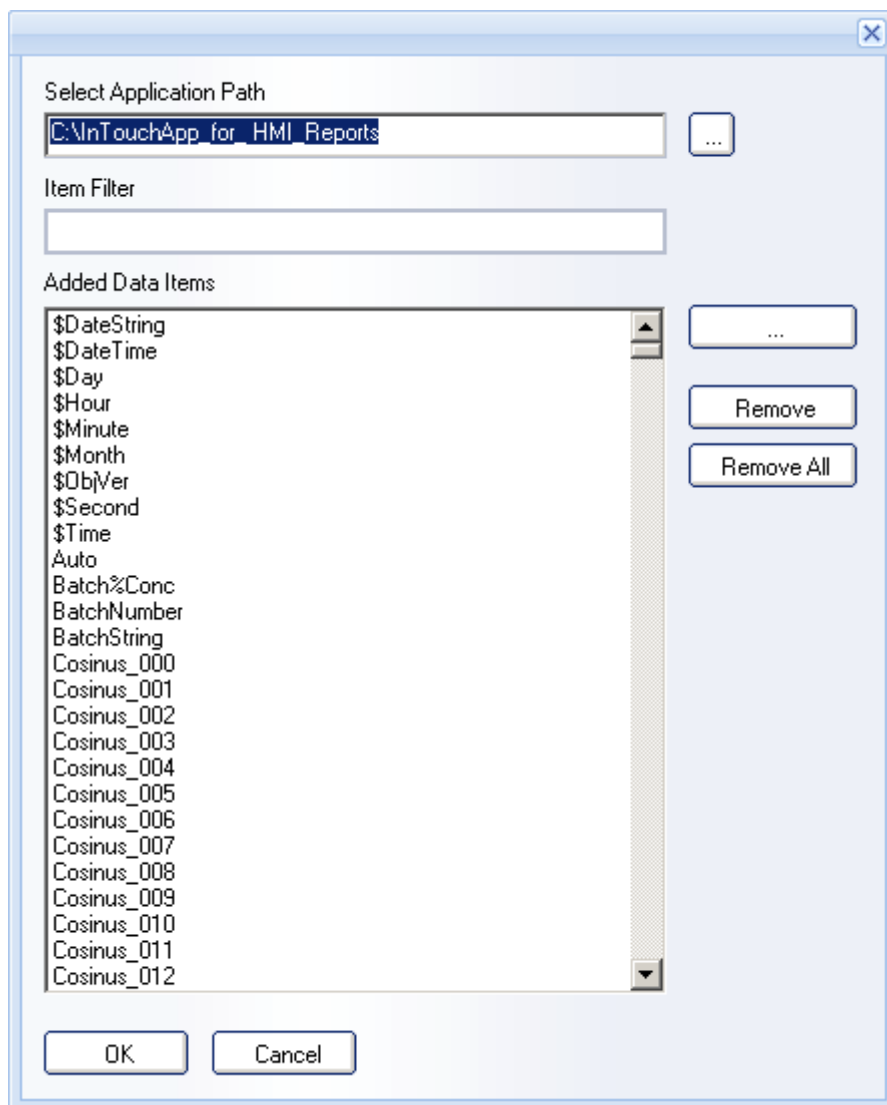 Select Application Path
C:\InTouchApp_for_HMI_Reports
...
Item Filter
Added Data Items
$DateString
...
$DateTime
$Day
$Hour
Remove
$Minute
$Month
Remove All
$ObjVer
$Second
$Time
Auto
Batch%Conc
BatchNumber
BatchString
Cosinus_000
Cosinus_001
Cosinus_002
Cosinus_003
Cosinus_004
Cosinus_005
Cosinus_006
Cosinus_007
Cosinus_008
Cosinus_009
Cosinus_010
Cosinus_011
Cosinus_012
OK
Cancel